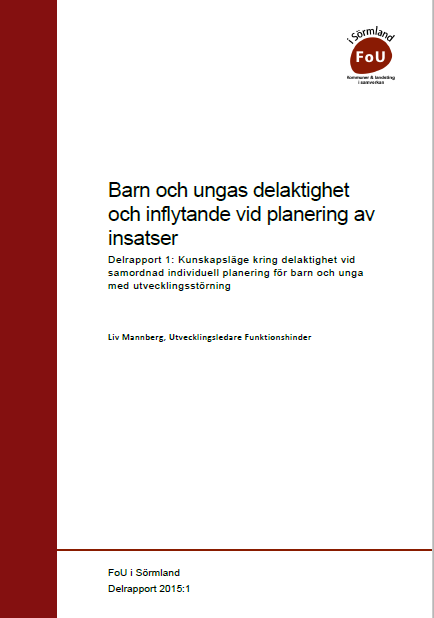 i Sörmland
FoU
Kommuner & landsting
i samverkan
Barn och ungas delaktighet
och inflytande vid planering av
insatser
Delrapport 1: Kunskapsläge kring delaktighet vid
samordnad individuell planering för barn och unga
med utvecklingsstörning
Liv Mannberg, Utvecklingsledare Funktionshinder
FoU i Sörmland
Delrapport 2015:1